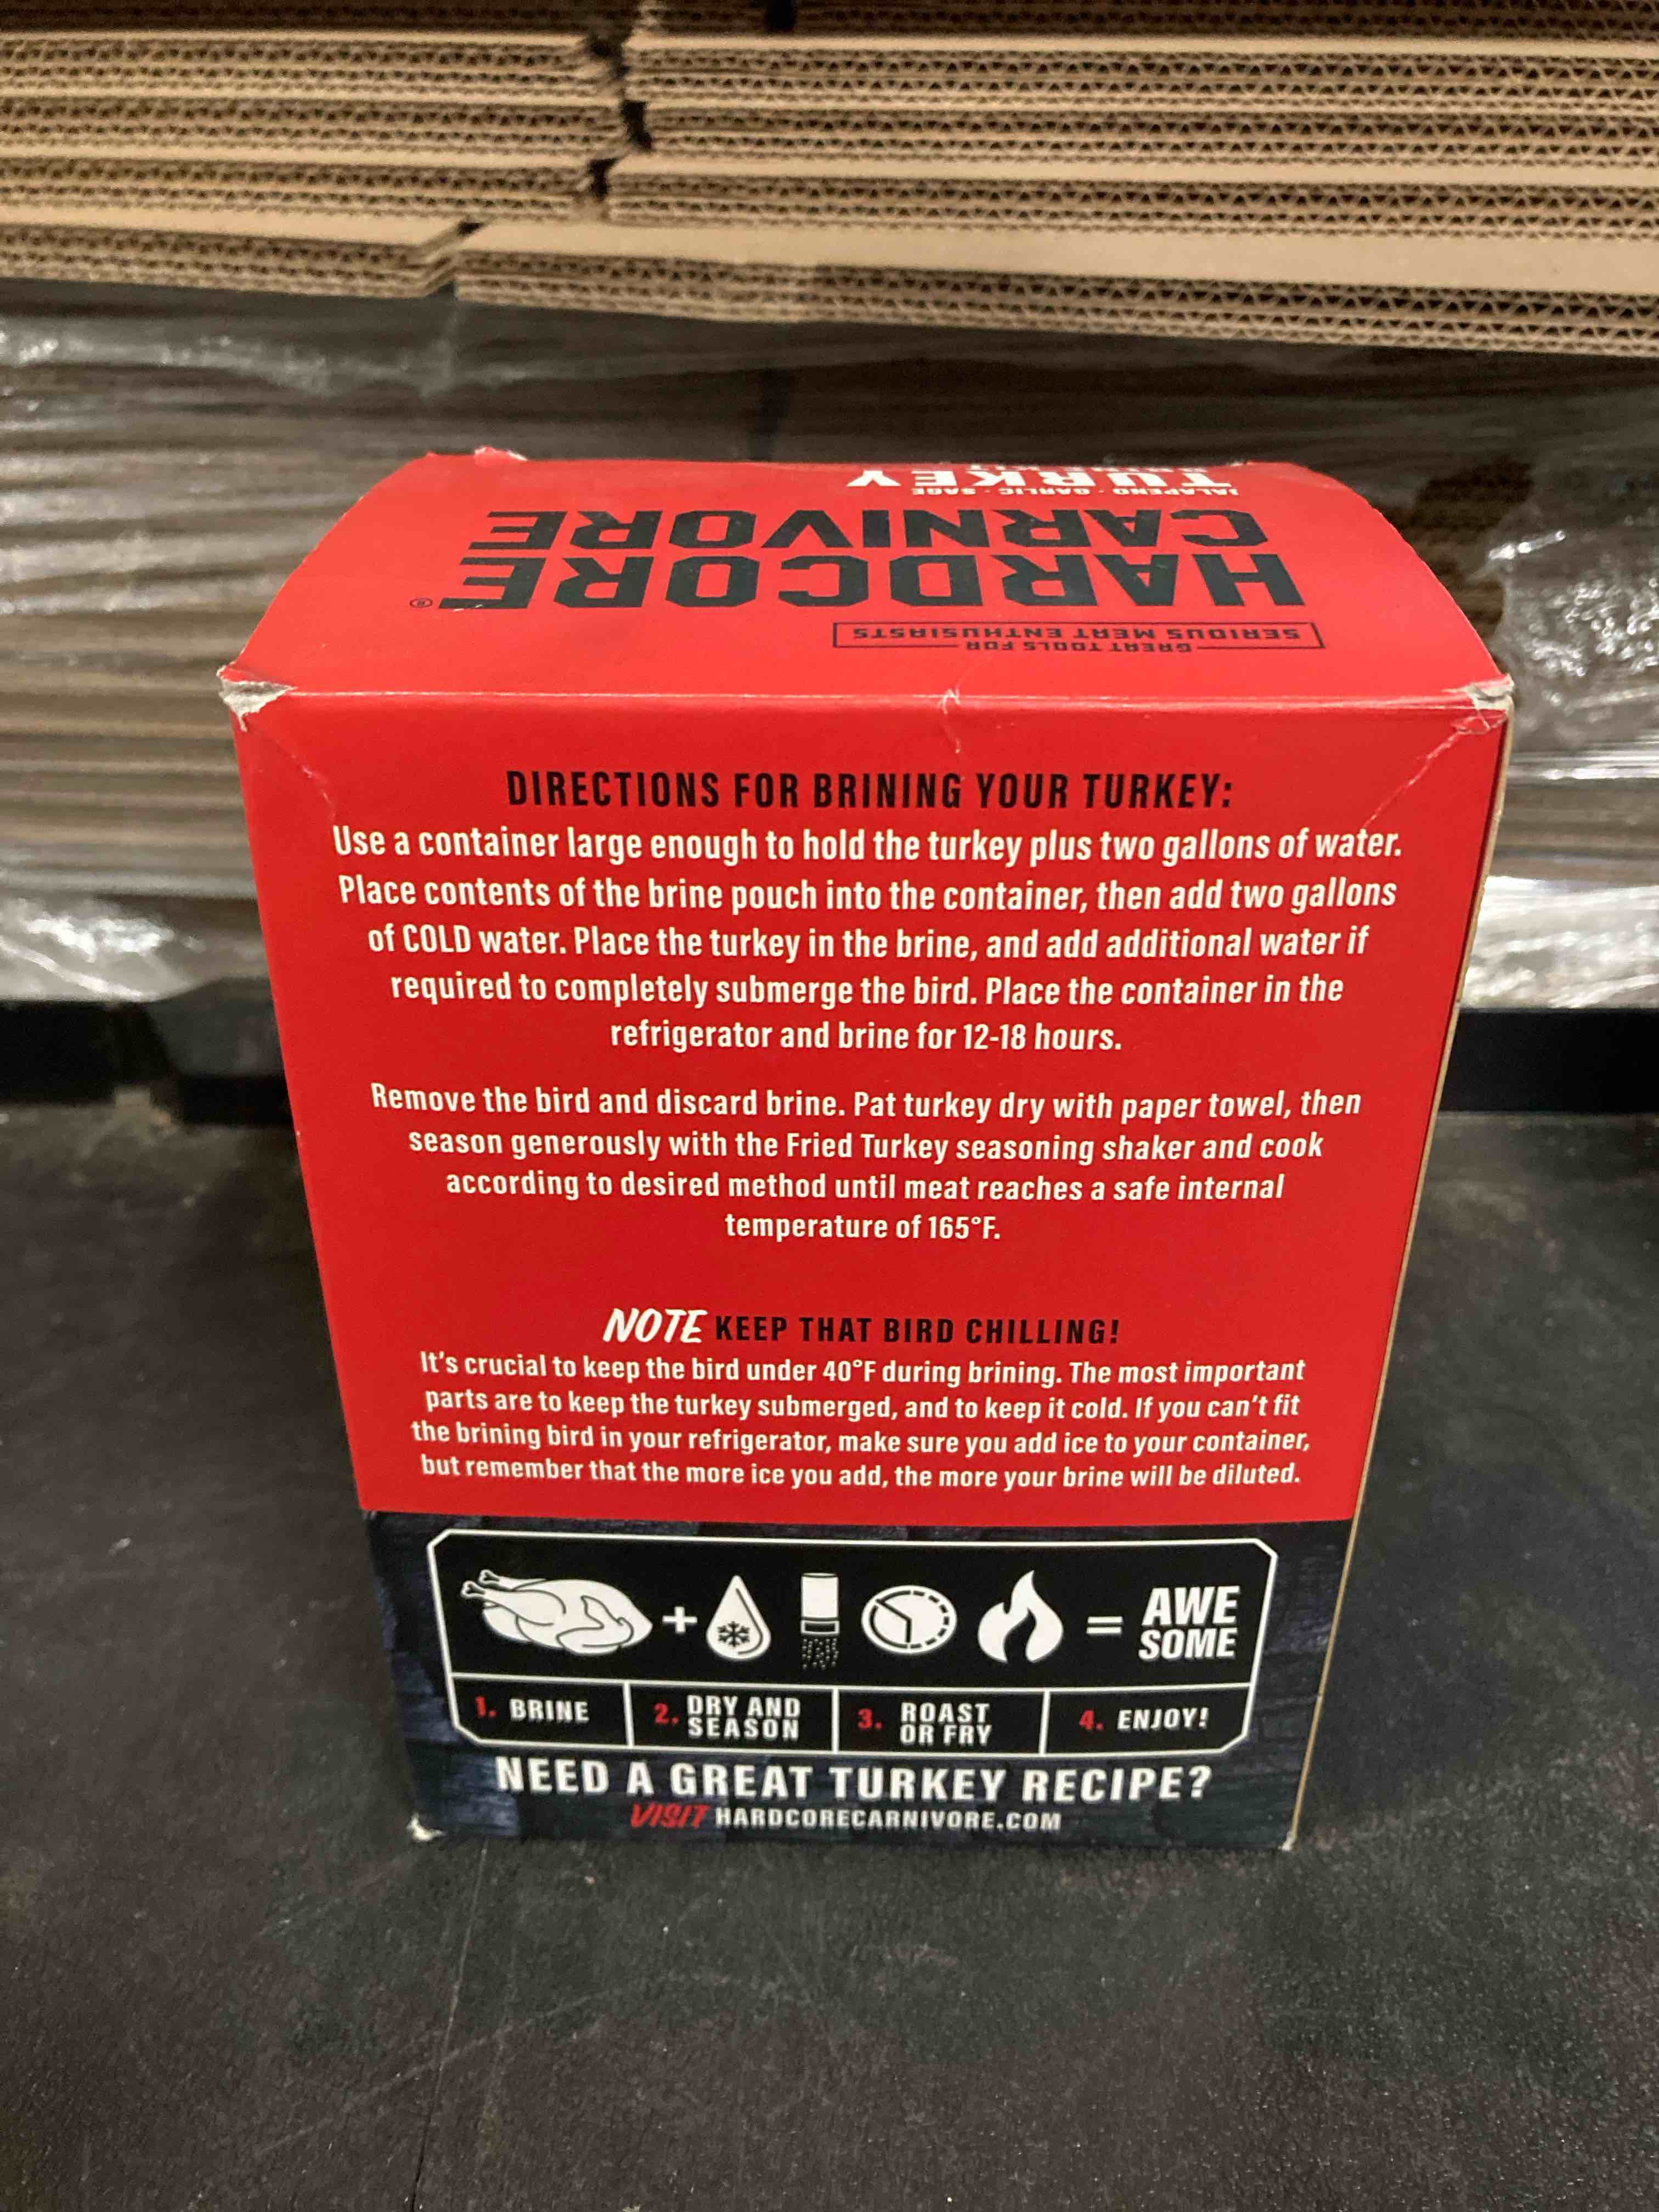 GREAT TOOLS FOR
SERIOUS MEAT ENTHUSIASTS
HARDCORE
CARNIVORE®
JALAPENO · GARLIC · SAGE
TURKEY
DIRECTIONS FOR BRINING YOUR TURKEY:
Use a container large enough to hold the turkey plus two gallons of water.
Place contents of the brine pouch into the container, then add two gallons
of COLD water. Place the turkey in the brine, and add additional water if
required to completely submerge the bird. Place the container in the
refrigerator and brine for 12-18 hours.
Remove the bird and discard brine. Pat turkey dry with paper towel, then
season generously with the Fried Turkey seasoning shaker and cook
according to desired method until meat reaches a safe internal
temperature of 165°F.
NOTE KEEP THAT BIRD CHILLING!
It's crucial to keep the bird under 40°F during brining. The most important
parts are to keep the turkey submerged, and to keep it cold. If you can't fit
the brining bird in your refrigerator, make sure you add ice to your container,
but remember that the more ice you add, the more your brine will be diluted.
+ = AWE
SOME
1. BRINE
2. DRY AND
SEASON
3. ROAST
OR FRY
4. ENJOY!
NEED A GREAT TURKEY RECIPE?
VISIT HARDCORECARNIVORE.COM